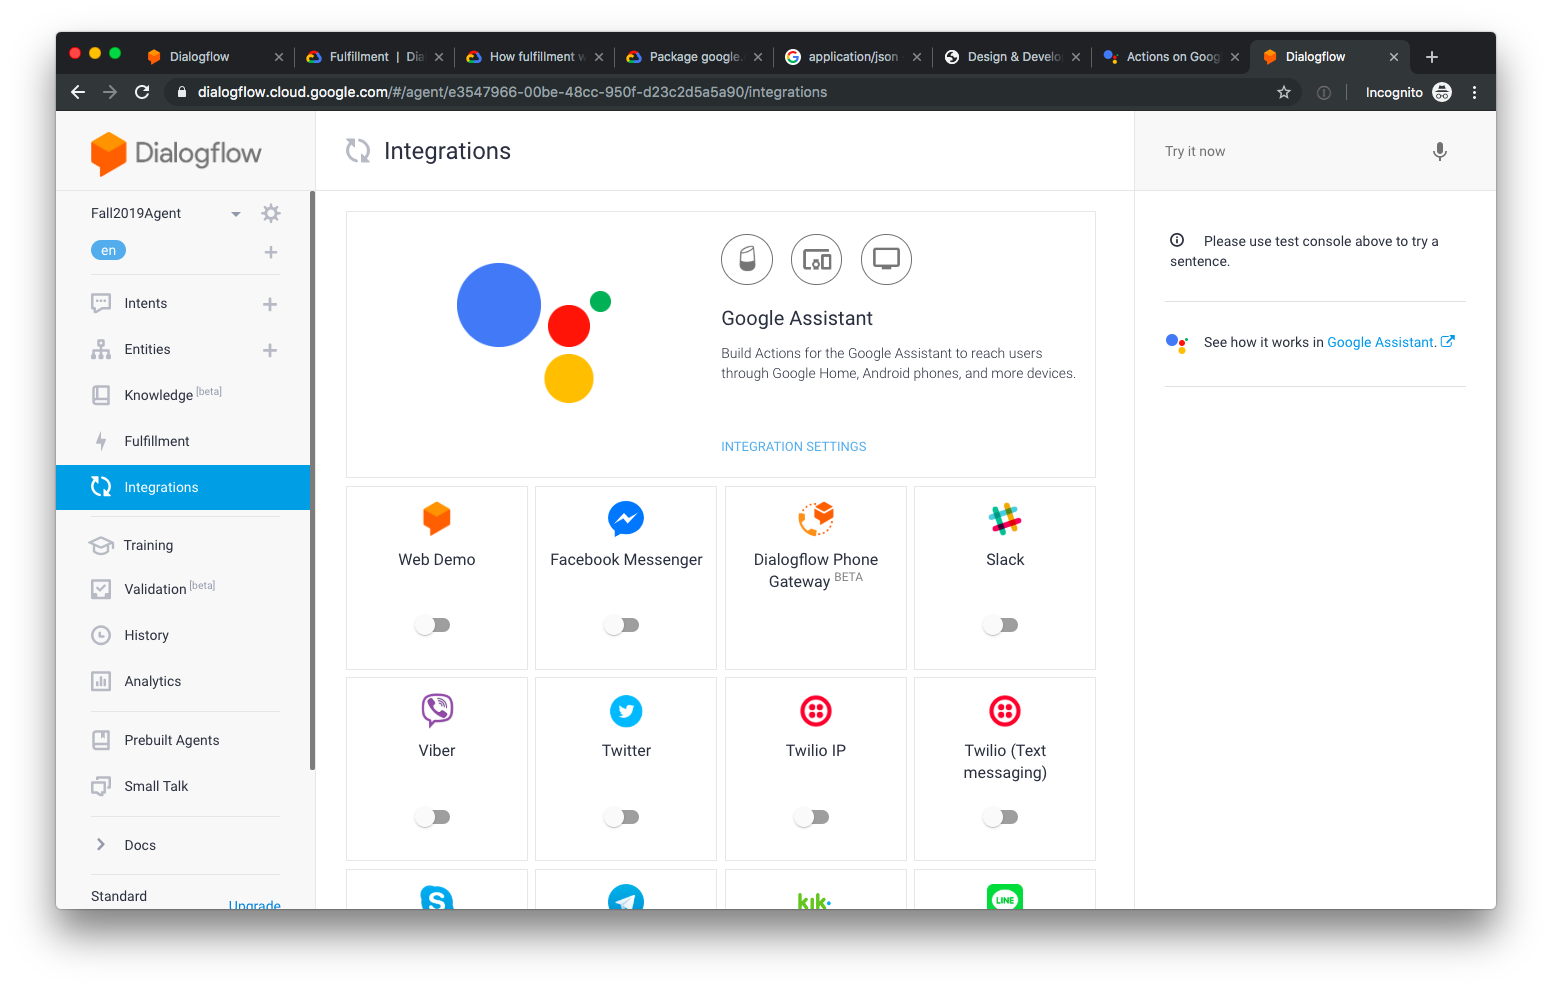 Dialogflow
Fulfillment | Dia
How fulfillment w
Package google.
application/json
Design & Develo
Actions on Goog
Dialogflow
dialogflow.cloud.google.com/#/agent/e3547966-00be-48cc-950f-d23c2d5a5a90/integrations
Incognito
Dialogflow
Integrations
Try it now
Fall2019Agent
en
Intents
Entities
Knowledge [beta]
Fulfillment
Integrations
Training
Validation [beta]
History
Analytics
Prebuilt Agents
Small Talk
Docs
Standard
Upgrade
Google Assistant
Build Actions for the Google Assistant to reach users
through Google Home, Android phones, and more devices.
INTEGRATION SETTINGS
Web Demo
Facebook Messenger
Dialogflow Phone
Gateway BETA
Slack
Viber
Twitter
Twilio IP
Twilio (Text
messaging)
S
kik.
LINE
Please use test console above to try a
sentence.
See how it works in Google Assistant.